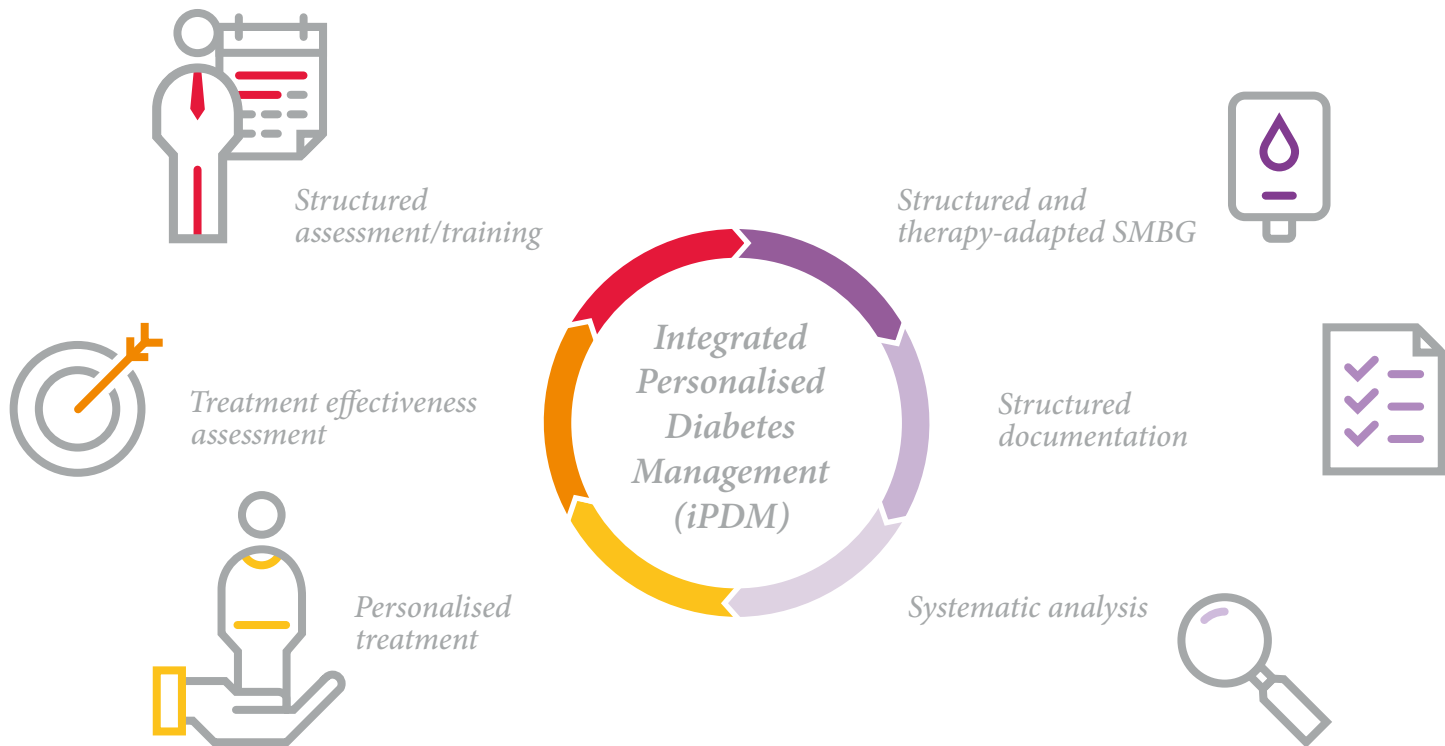 Structured
assessment/training
Structured and
therapy-adapted SMBG
Integrated
Personalised
Diabetes
Management
(iPDM)
Treatment effectiveness
assessment
Structured
documentation
Personalised
treatment
Systematic analysis